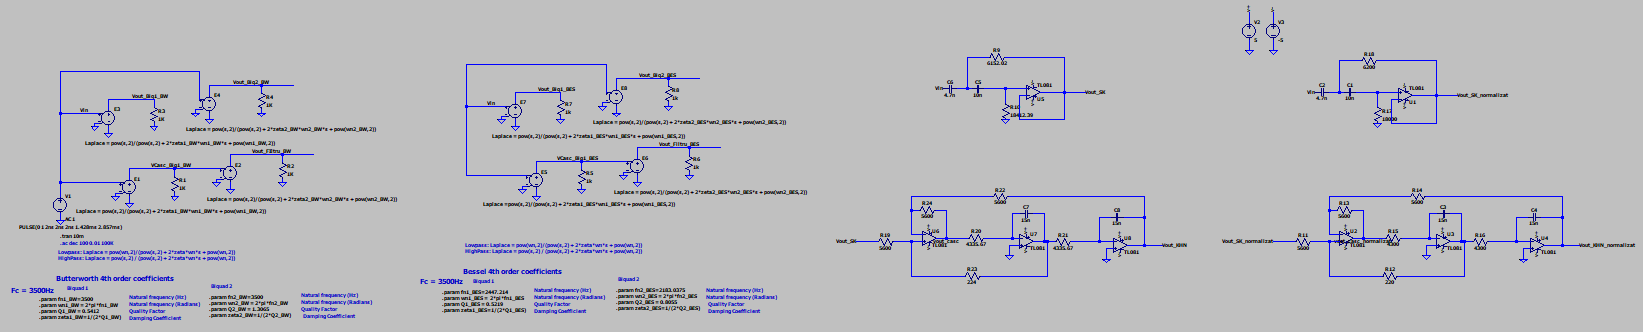 Vin
Vout_Biq1_BW
E3
R3
1K
E4
Vout_Biq2_BW
R4
1K
Laplace = pow(s,2)/(pow(s,2) + 2*zeta2_BW*wn2_BW*s + pow(wn2_BW,2))
Laplace = pow(s,2)/(pow(s,2) + 2*zeta1_BW*wn1_BW*s + pow(wn1_BW,2))
VCasc_Biq1_BW
Vout_Filtru_BW
E1
R1
1K
E2
R2
1K
Laplace = pow(s,2)/(pow(s,2) + 2*zeta2_BW*wn2_BW*s + pow(wn2_BW,2))
Laplace = pow(s,2)/(pow(s,2) + 2*zeta1_BW*wn1_BW*s + pow(wn1_BW,2))
V1
AC 1
PULSE(0 1 2ns 2ns 2ns 1.428ms 2.857ms)
.tran 10m
.ac dec 100 0.01 100K
Lowpass: Laplace = pow(wn,2)/(pow(s,2) + 2*zeta*wn*s + pow(wn,2))
HighPass: Laplace = pow(s,2) / (pow(s,2) + 2*zeta*wn*s + pow(wn,2))
Butterworth 4th order coefficients
Fc = 3500Hz
Biquad 1
.param fn1_BW=3500
.param wn1_BW = 2*pi*fn1_BW
.param Q1_BW = 0.5412
.param zeta1_BW=1/(2*Q1_BW)
Natural frequency (Hz)
Natural frequency (Radians)
Quality Factor
Damping Coefficient
Biquad 2
.param fn2_BW=3500
.param wn2_BW = 2*pi*fn2_BW
.param Q2_BW = 1.3065
.param zeta2_BW=1/(2*Q2_BW)
Natural frequency (Hz)
Natural frequency (Radians)
Quality Factor
Damping Coefficient
Vin
Vout_Biq1_BES
E7
R7
1k
E8
Vout_Biq2_BES
R8
1k
Laplace = pow(s,2)/(pow(s,2) + 2*zeta2_BES*wn2_BES*s + pow(wn2_BES,2))
Laplace = pow(s,2)/(pow(s,2) + 2*zeta1_BES*wn1_BES*s + pow(wn1_BES,2))
VCasc_Biq1_BES
Vout_Filtru_BES
E5
R5
1k
E6
R6
1k
Laplace = pow(s,2)/(pow(s,2) + 2*zeta2_BES*wn2_BES*s + pow(wn2_BES,2))
Laplace =pow(s,2)/(pow(s,2) + 2*zeta1_BES*wn1_BES*s + pow(wn1_BES,2))
Lowpass: Laplace = pow(wn,2)/(pow(s,2) + 2*zeta*wn*s + pow(wn,2))
HighPass: Laplace = pow(s,2) / (pow(s,2) + 2*zeta*wn*s + pow(wn,2))
Bessel 4th order coefficients
Fc = 3500Hz
Biquad 1
.param fn1_BES=2447.214
.param wn1_BES = 2*pi*fn1_BES
.param Q1_BES = 0.5219
.param zeta1_BES=1/(2*Q1_BES)
Natural frequency (Hz)
Natural frequency (Radians)
Quality Factor
Damping Coefficient
Biquad 2
.param fn2_BES=2183.0375
.param wn2_BES = 2*pi*fn2_BES
.param Q2_BES = 0.8055
.param zeta2_BES=1/(2*Q2_BES)
Natural frequency (Hz)
Natural frequency (Radians)
Quality Factor
Damping Coefficient
R9
6152.02
Vin
C6
4.7n
C5
10n
TL081
U5
R10
18412.39
Vout_SK
V2
5
V3
-5
R18
6200
Vin
C2
4.7n
C1
10n
TL081
U1
18000
Vout_SK_normalizat
R22
5600
R24
5600
Vout_SK
R19
5600
U6
TL081
R20
4335.67
C7
15n
U7
TL081
R21
4335.67
C8
15n
U8
TL081
Vout_KHN
R23
224
R14
5600
R13
5600
Vout_SK_normalizat
R11
5600
U2
TL081
R15
4300
C3
15n
U3
TL081
R16
4300
C4
15n
U4
TL081
Vout_KHN_normalizat
R12
220